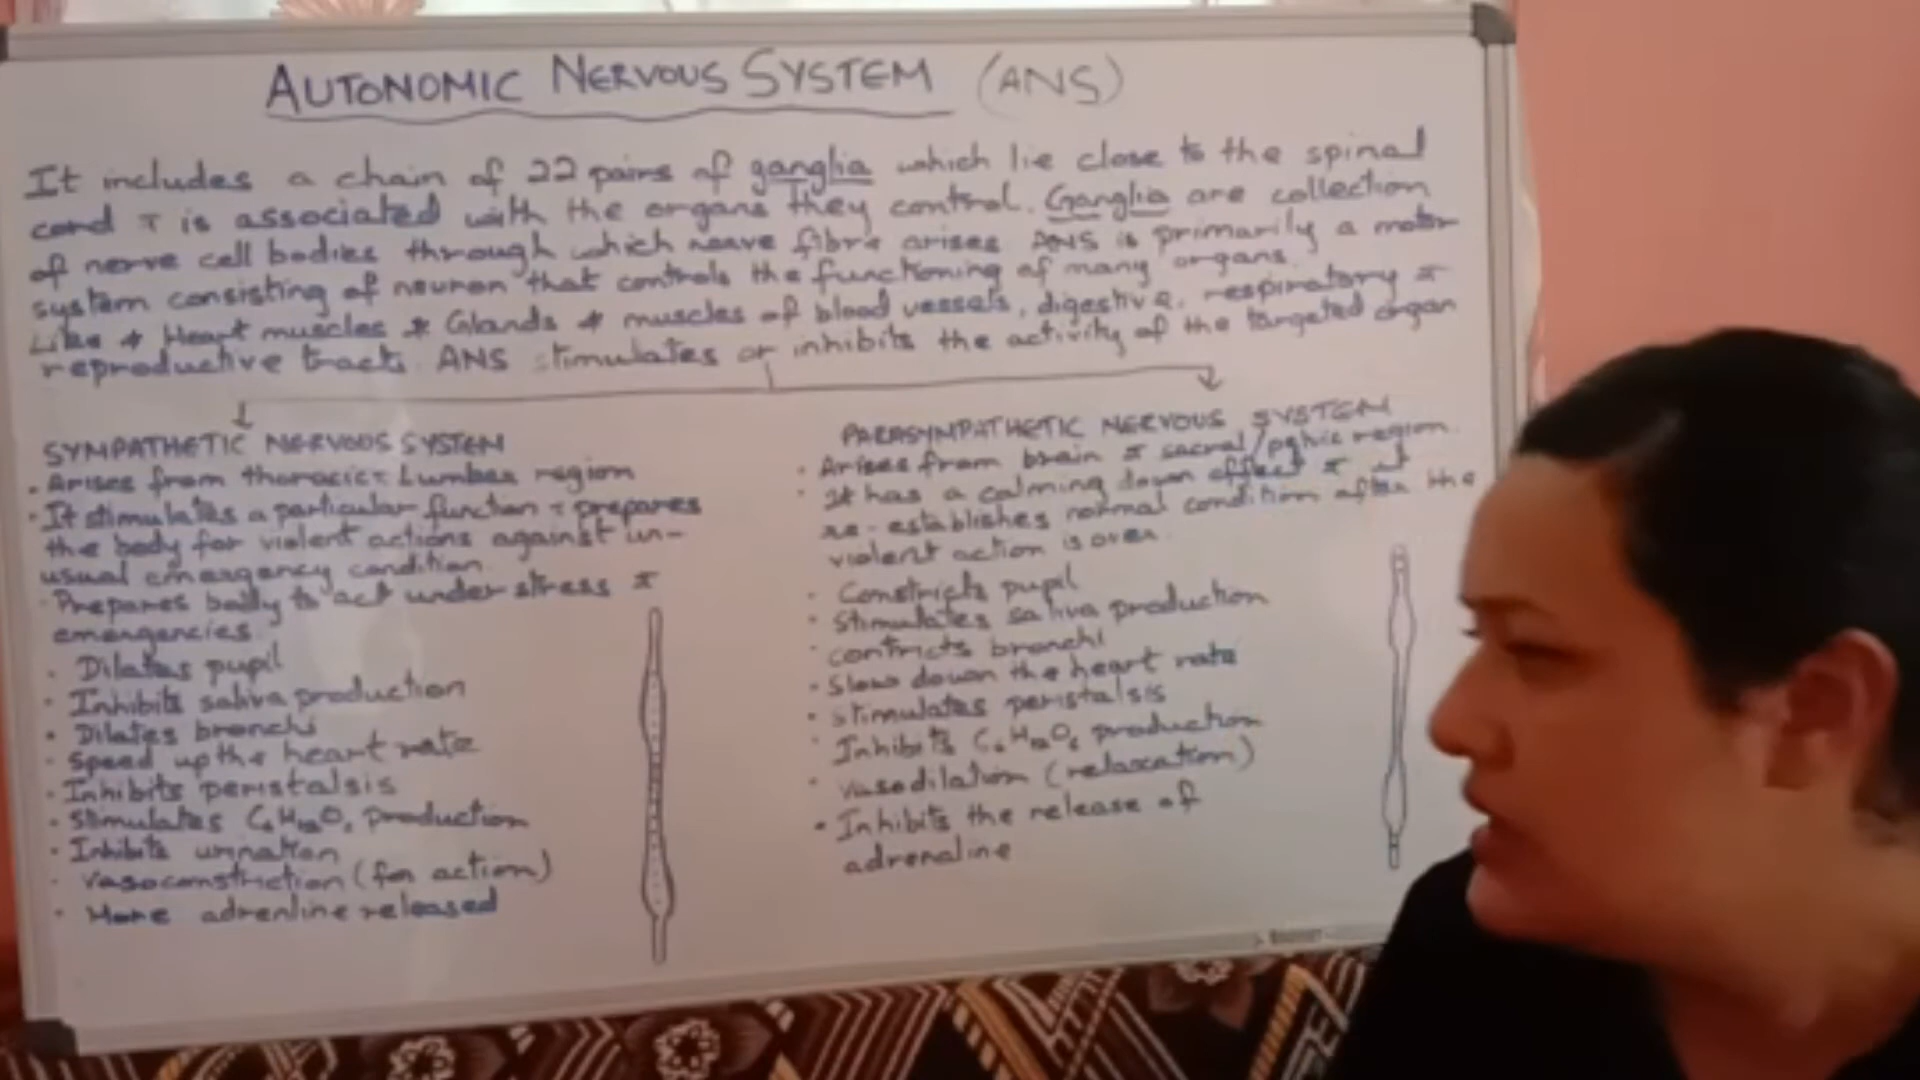 AUTONOMIC NERVOUS SYSTEM (ANS)
It includes a chain of 22 pairs of ganglia which lie close to the spinal
cord & is associated with the organs they control. Ganglia are collection
of nerve cell bodies through which nerve fibre arises ANS is primarily a motor
system consisting of neuron that controls the functioning of many organs.
Like * Heart muscles * Glands * muscles of blood vessels, digestive, respiratory &
reproductive tract. ANS stimulates or inhibits the activity of the targeted organ
SYMPATHETIC NERVOUS SYSTEM
• Arises from thoracic & Lumber region
• It stimulates a particular function & prepares
the body for violent actions against un-
usual emergency condition
• Prepares body to act under stress &
emergencies.
• Dilates pupil
• Inhibits saliva production
• Dilates bronchi
• Speed up the heart rate
• Inhibits peristalsis
• Stimulates C₆H₁₂O₆ production
• Inhibits urination
• vasoconstriction (for action)
• More adrenline released
PARASYMPATHETIC NERVOUS SYSTEM
• Arises from brain & sacral/pelvic region.
• It has a calming down effect & it
re-establishes normal condition after the
violent action is over.
• Constricts pupil
• Stimulates saliva production
• contricts bronchi
• Slow down the heart rate
• stimulates peristalsis
• Inhibits C₆H₁₂O₆ production
• vasodilation (relaxation)
• Inhibits the release of
adrenaline